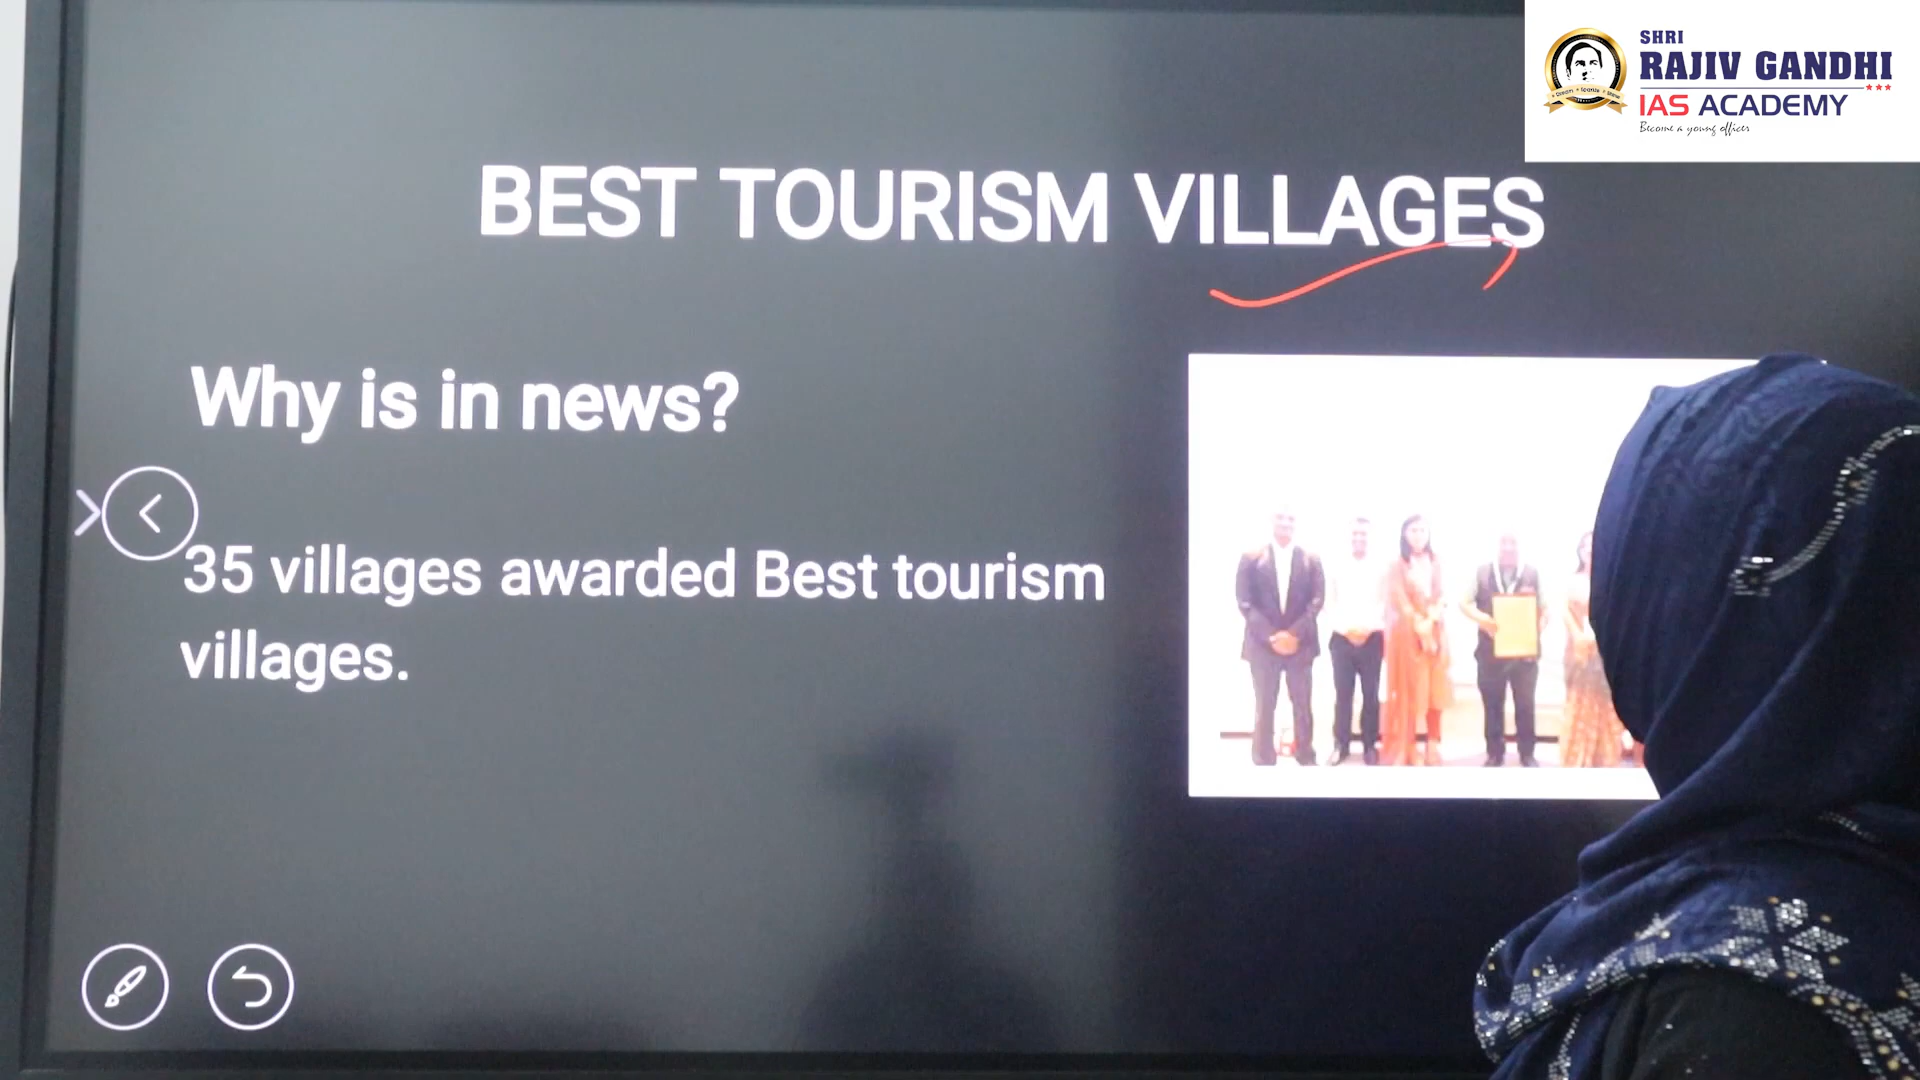 SHRI
RAJIV GANDHI
IAS ACADEMY
Become a young officer
BEST TOURISM VILLAGES
Why is in news?
35 villages awarded Best tourism
villages.